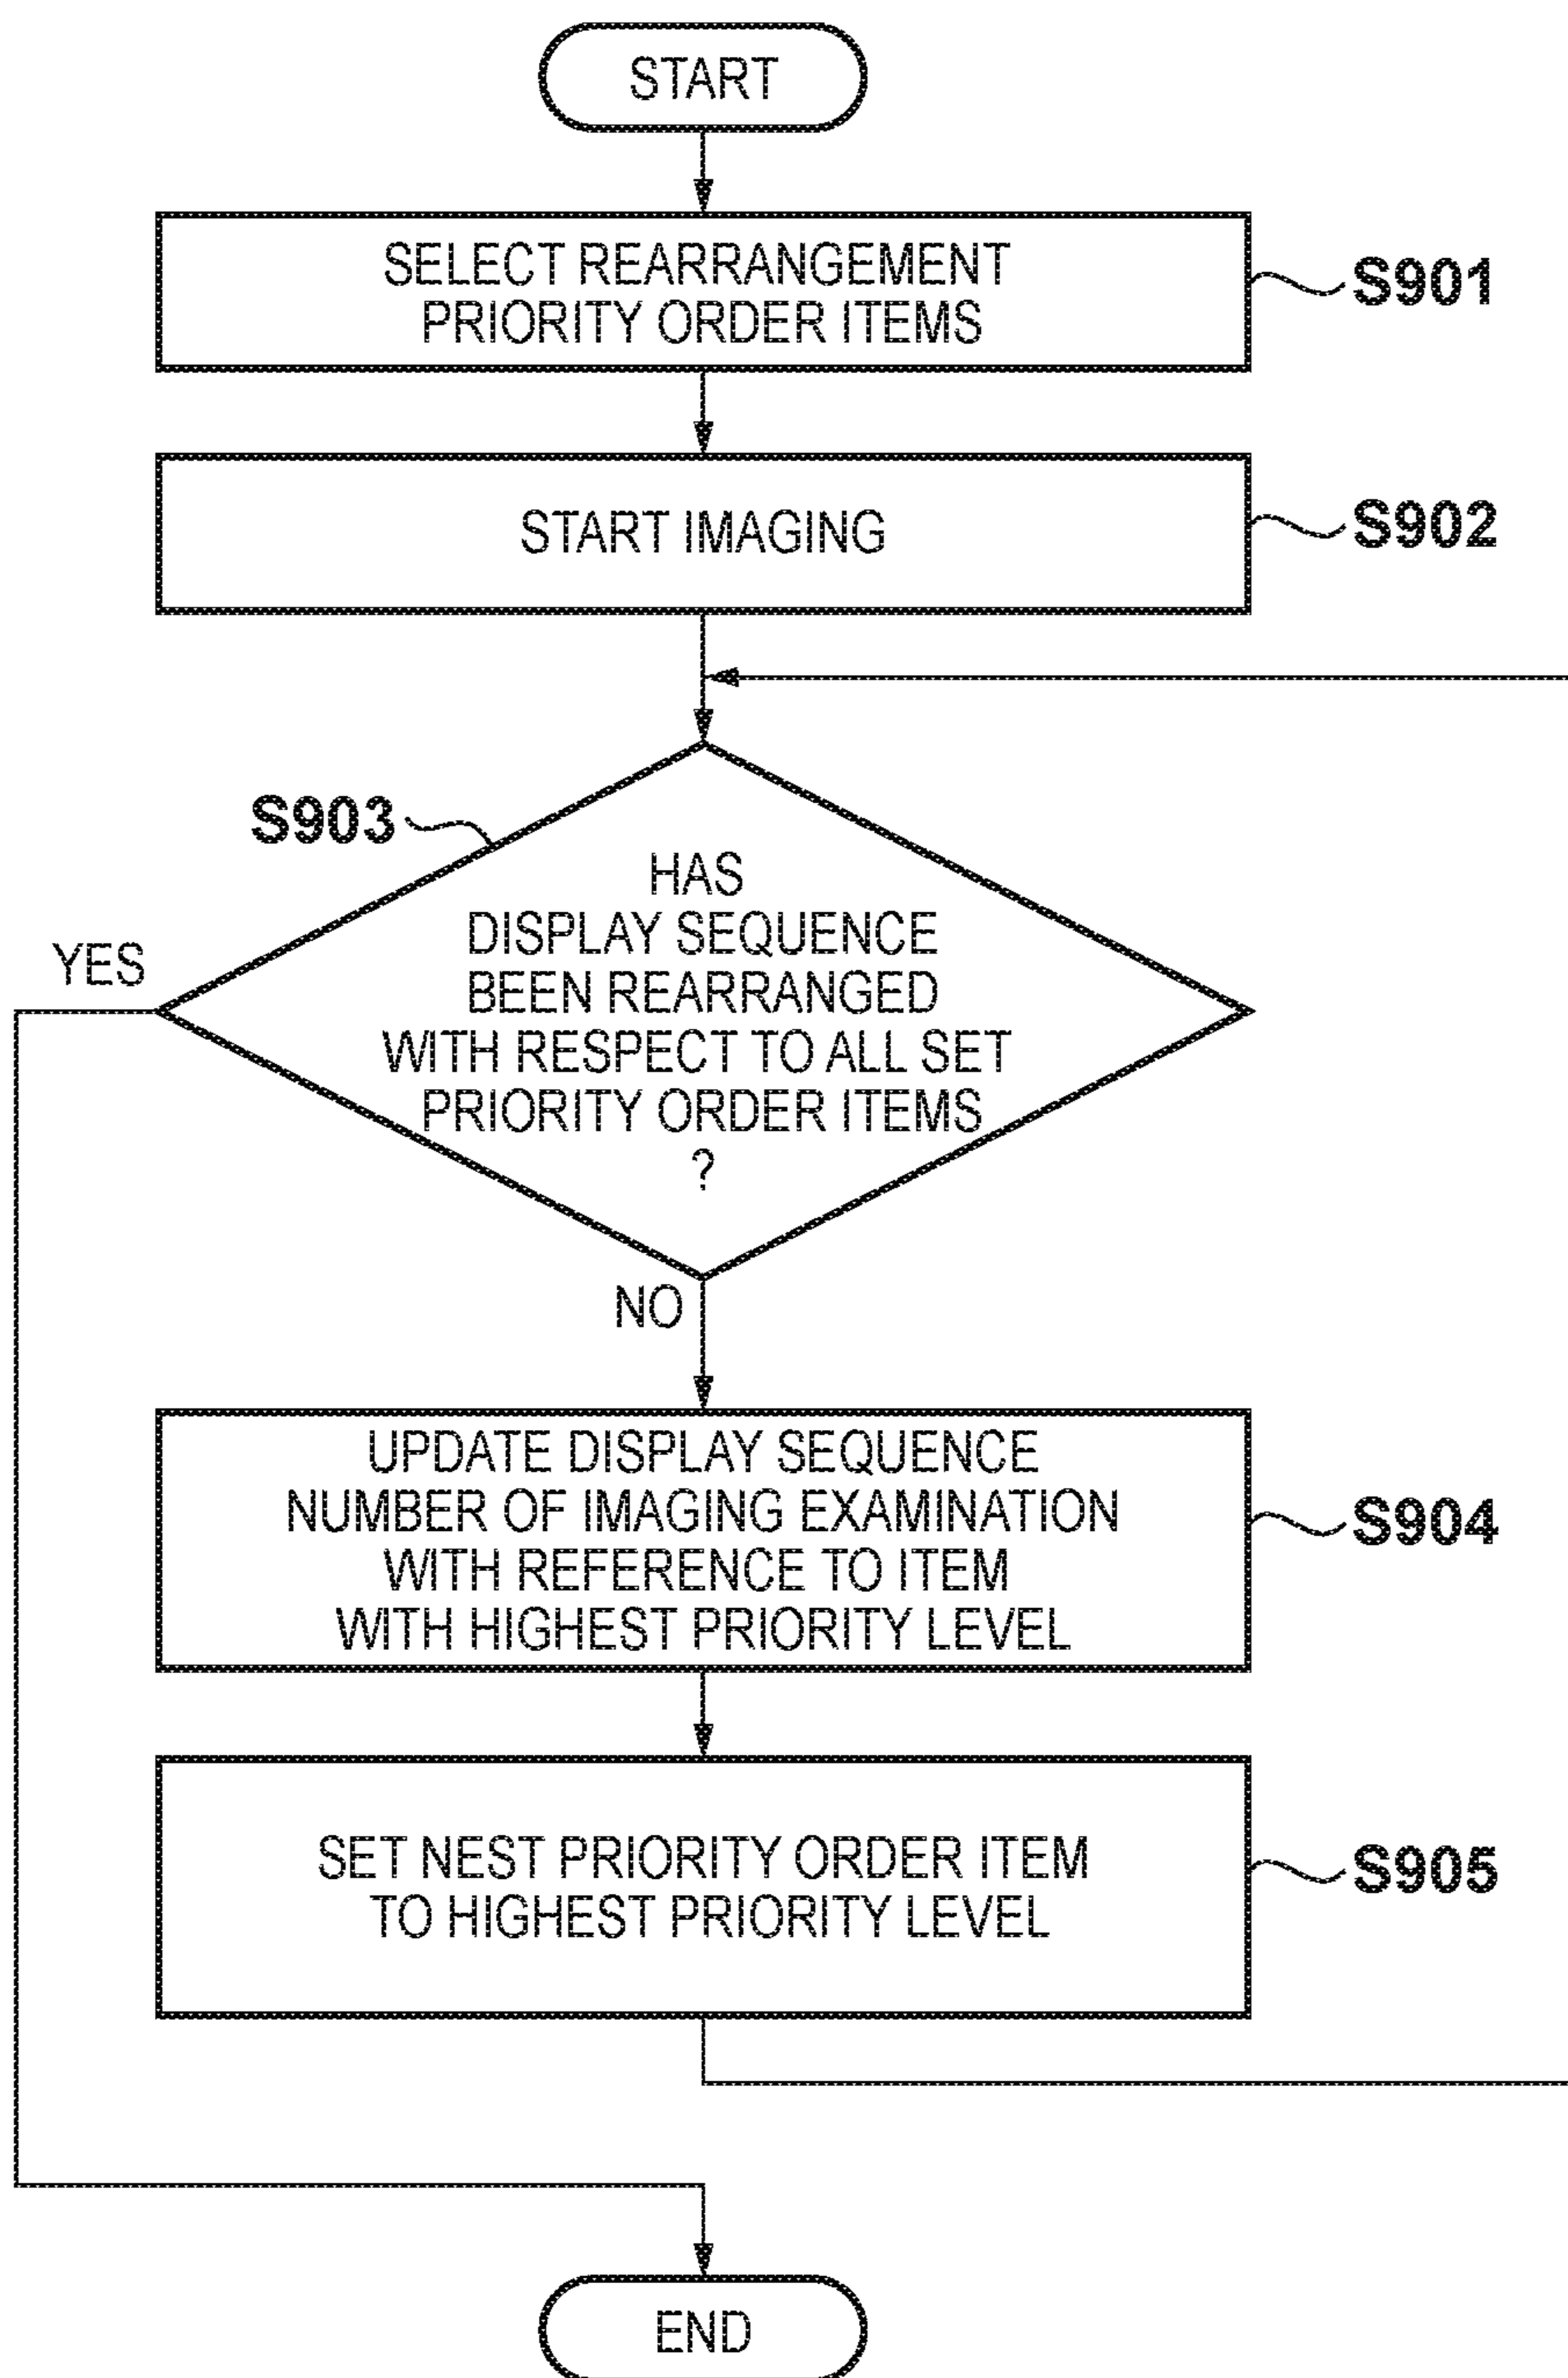 START
SELECT REARRANGEMENT
PRIORITY ORDER ITEMS
S901
START IMAGING
S902
S903
HAS
DISPLAY SEQUENCE
BEEN REARRANGED
WITH RESPECT TO ALL SET
PRIORITY ORDER ITEMS
?
YES
NO
UPDATE DISPLAY SEQUENCE
NUMBER OF IMAGING EXAMINATION
WITH REFERENCE TO ITEM
WITH HIGHEST PRIORITY LEVEL
S904
SET NEST PRIORITY ORDER ITEM
TO HIGHEST PRIORITY LEVEL
S905
END